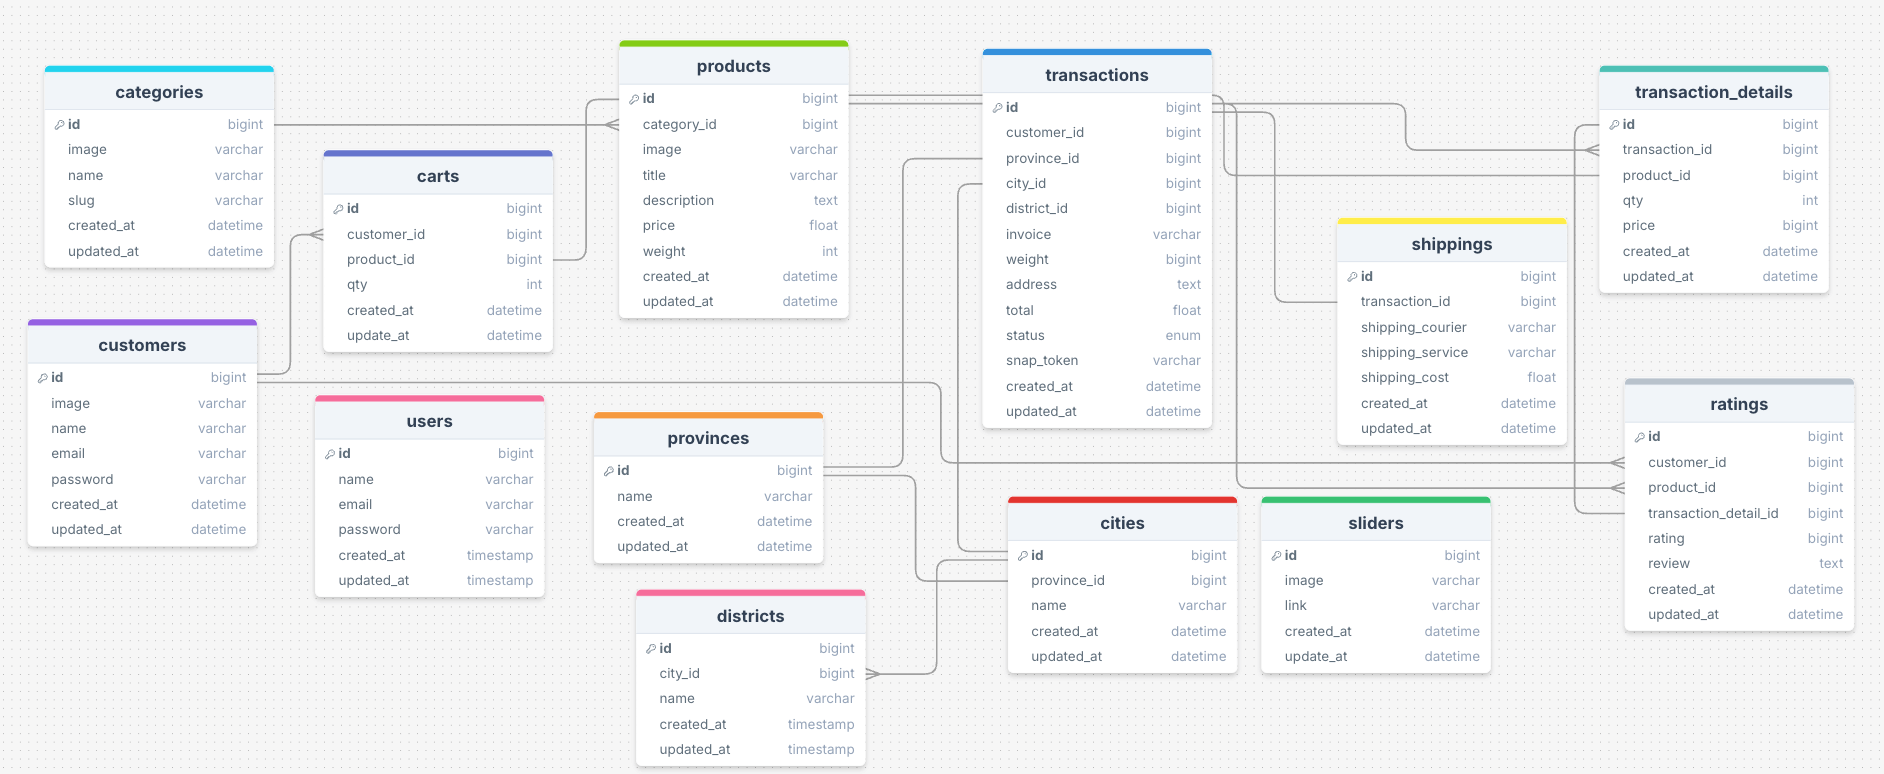 categories
id bigint
image varchar
name varchar
slug varchar
created_at datetime
updated_at datetime
carts
id bigint
customer_id bigint
product_id bigint
qty int
created_at datetime
update_at datetime
products
id bigint
category_id bigint
image varchar
title varchar
description text
price float
weight int
created_at datetime
updated_at datetime
transactions
id bigint
customer_id bigint
province_id bigint
city_id bigint
district_id bigint
invoice varchar
weight bigint
address text
total float
status enum
snap_token varchar
created_at datetime
updated_at datetime
transaction_details
id bigint
transaction_id bigint
product_id bigint
qty int
price bigint
created_at datetime
updated_at datetime
shippings
id bigint
transaction_id bigint
shipping_courier varchar
shipping_service varchar
shipping_cost float
created_at datetime
updated_at datetime
customers
id bigint
image varchar
name varchar
email varchar
password varchar
created_at datetime
updated_at datetime
users
id bigint
name varchar
email varchar
password varchar
created_at timestamp
updated_at timestamp
provinces
id bigint
name varchar
created_at datetime
updated_at datetime
ratings
id bigint
customer_id bigint
product_id bigint
transaction_detail_id bigint
rating bigint
review text
created_at datetime
updated_at datetime
cities
id bigint
province_id bigint
name varchar
created_at datetime
updated_at datetime
sliders
id bigint
image varchar
link varchar
created_at datetime
update_at datetime
districts
id bigint
city_id bigint
name varchar
created_at timestamp
updated_at timestamp